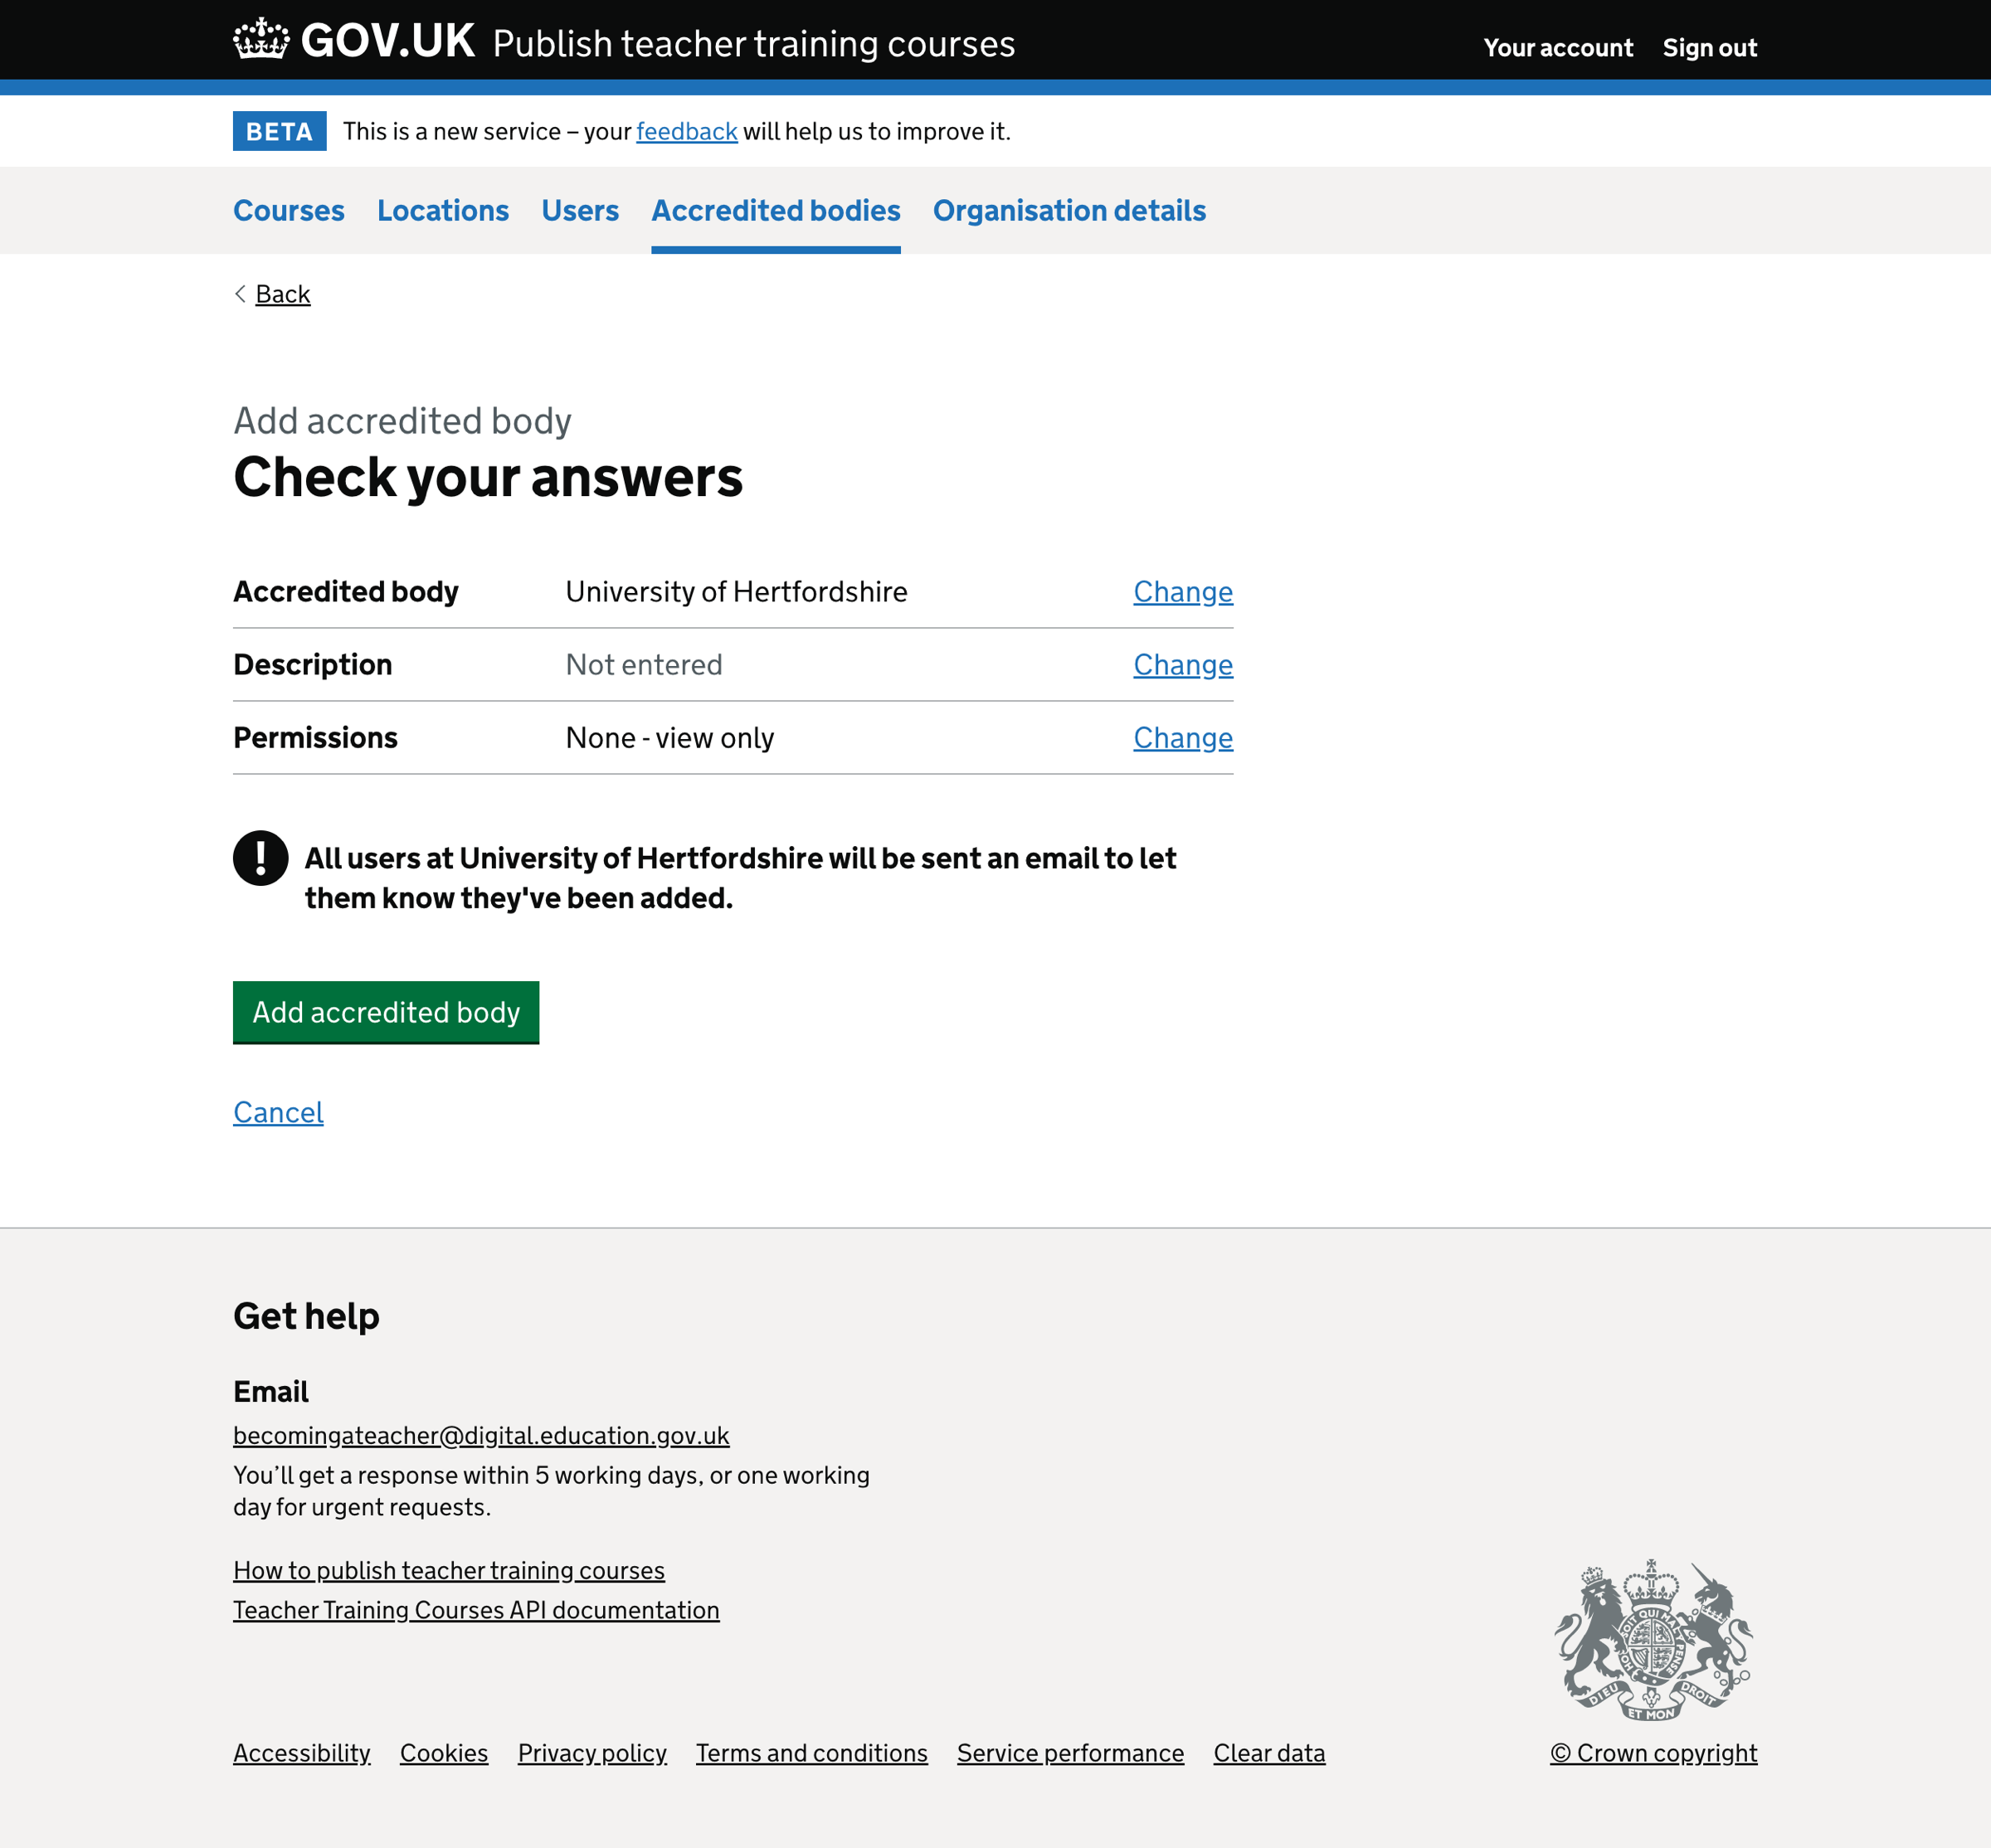 GOV.UK Publish teacher training courses
Your account Sign out
BETA This is a new service – your feedback will help us to improve it.
Courses Locations Users Accredited bodies Organisation details
Back
Add accredited body
Check your answers
Accredited body University of Hertfordshire Change
Description Not entered Change
Permissions None - view only Change
! All users at University of Hertfordshire will be sent an email to let
them know they've been added.
Add accredited body
Cancel
Get help
Email
becomingateacher@digital.education.gov.uk
You’ll get a response within 5 working days, or one working
day for urgent requests.
How to publish teacher training courses
Teacher Training Courses API documentation
DIEU ET MON DROIT
Accessibility Cookies Privacy policy Terms and conditions Service performance Clear data © Crown copyright